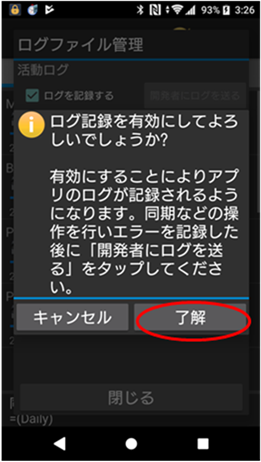 93% 3:26
ログファイル管理
活動ログ
ログを記録する 開発者にログを送る
ログ記録を有効にしてよろ
しいでしょうか?
有効にすることによりアプ
リのログが記録されるよう
になります。同期などの操
作を行いエラーを記録した
後に「開発者にログを送
る」をタップしてくださ
い。
キャンセル 了解
閉じる
=(Daily)